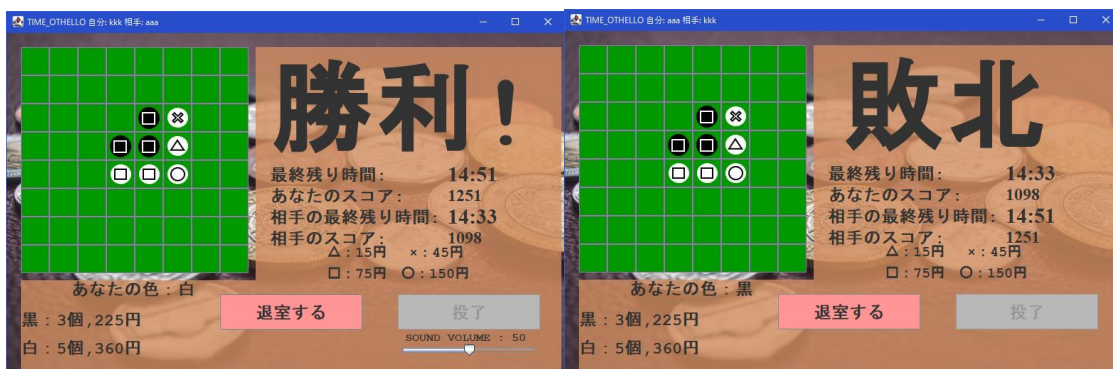 TIME_OTHELLO 自分: kkk 相手: aaa
勝利!
最終残り時間: 14:51
あなたのスコア: 1251
相手の最終残り時間: 14:33
相手のスコア: 1098
△:15円 ×:45円
□:75円 ○:150円
あなたの色:白
黒:3個,225円
白:5個,360円
退室する
投了
SOUND VOLUME : 50
TIME_OTHELLO 自分: aaa 相手: kkk
敗北
最終残り時間: 14:33
あなたのスコア: 1098
相手の最終残り時間: 14:51
相手のスコア: 1251
△:15円 ×:45円
□:75円 ○:150円
あなたの色:黒
黒:3個,225円
白:5個,360円
退室する
投了